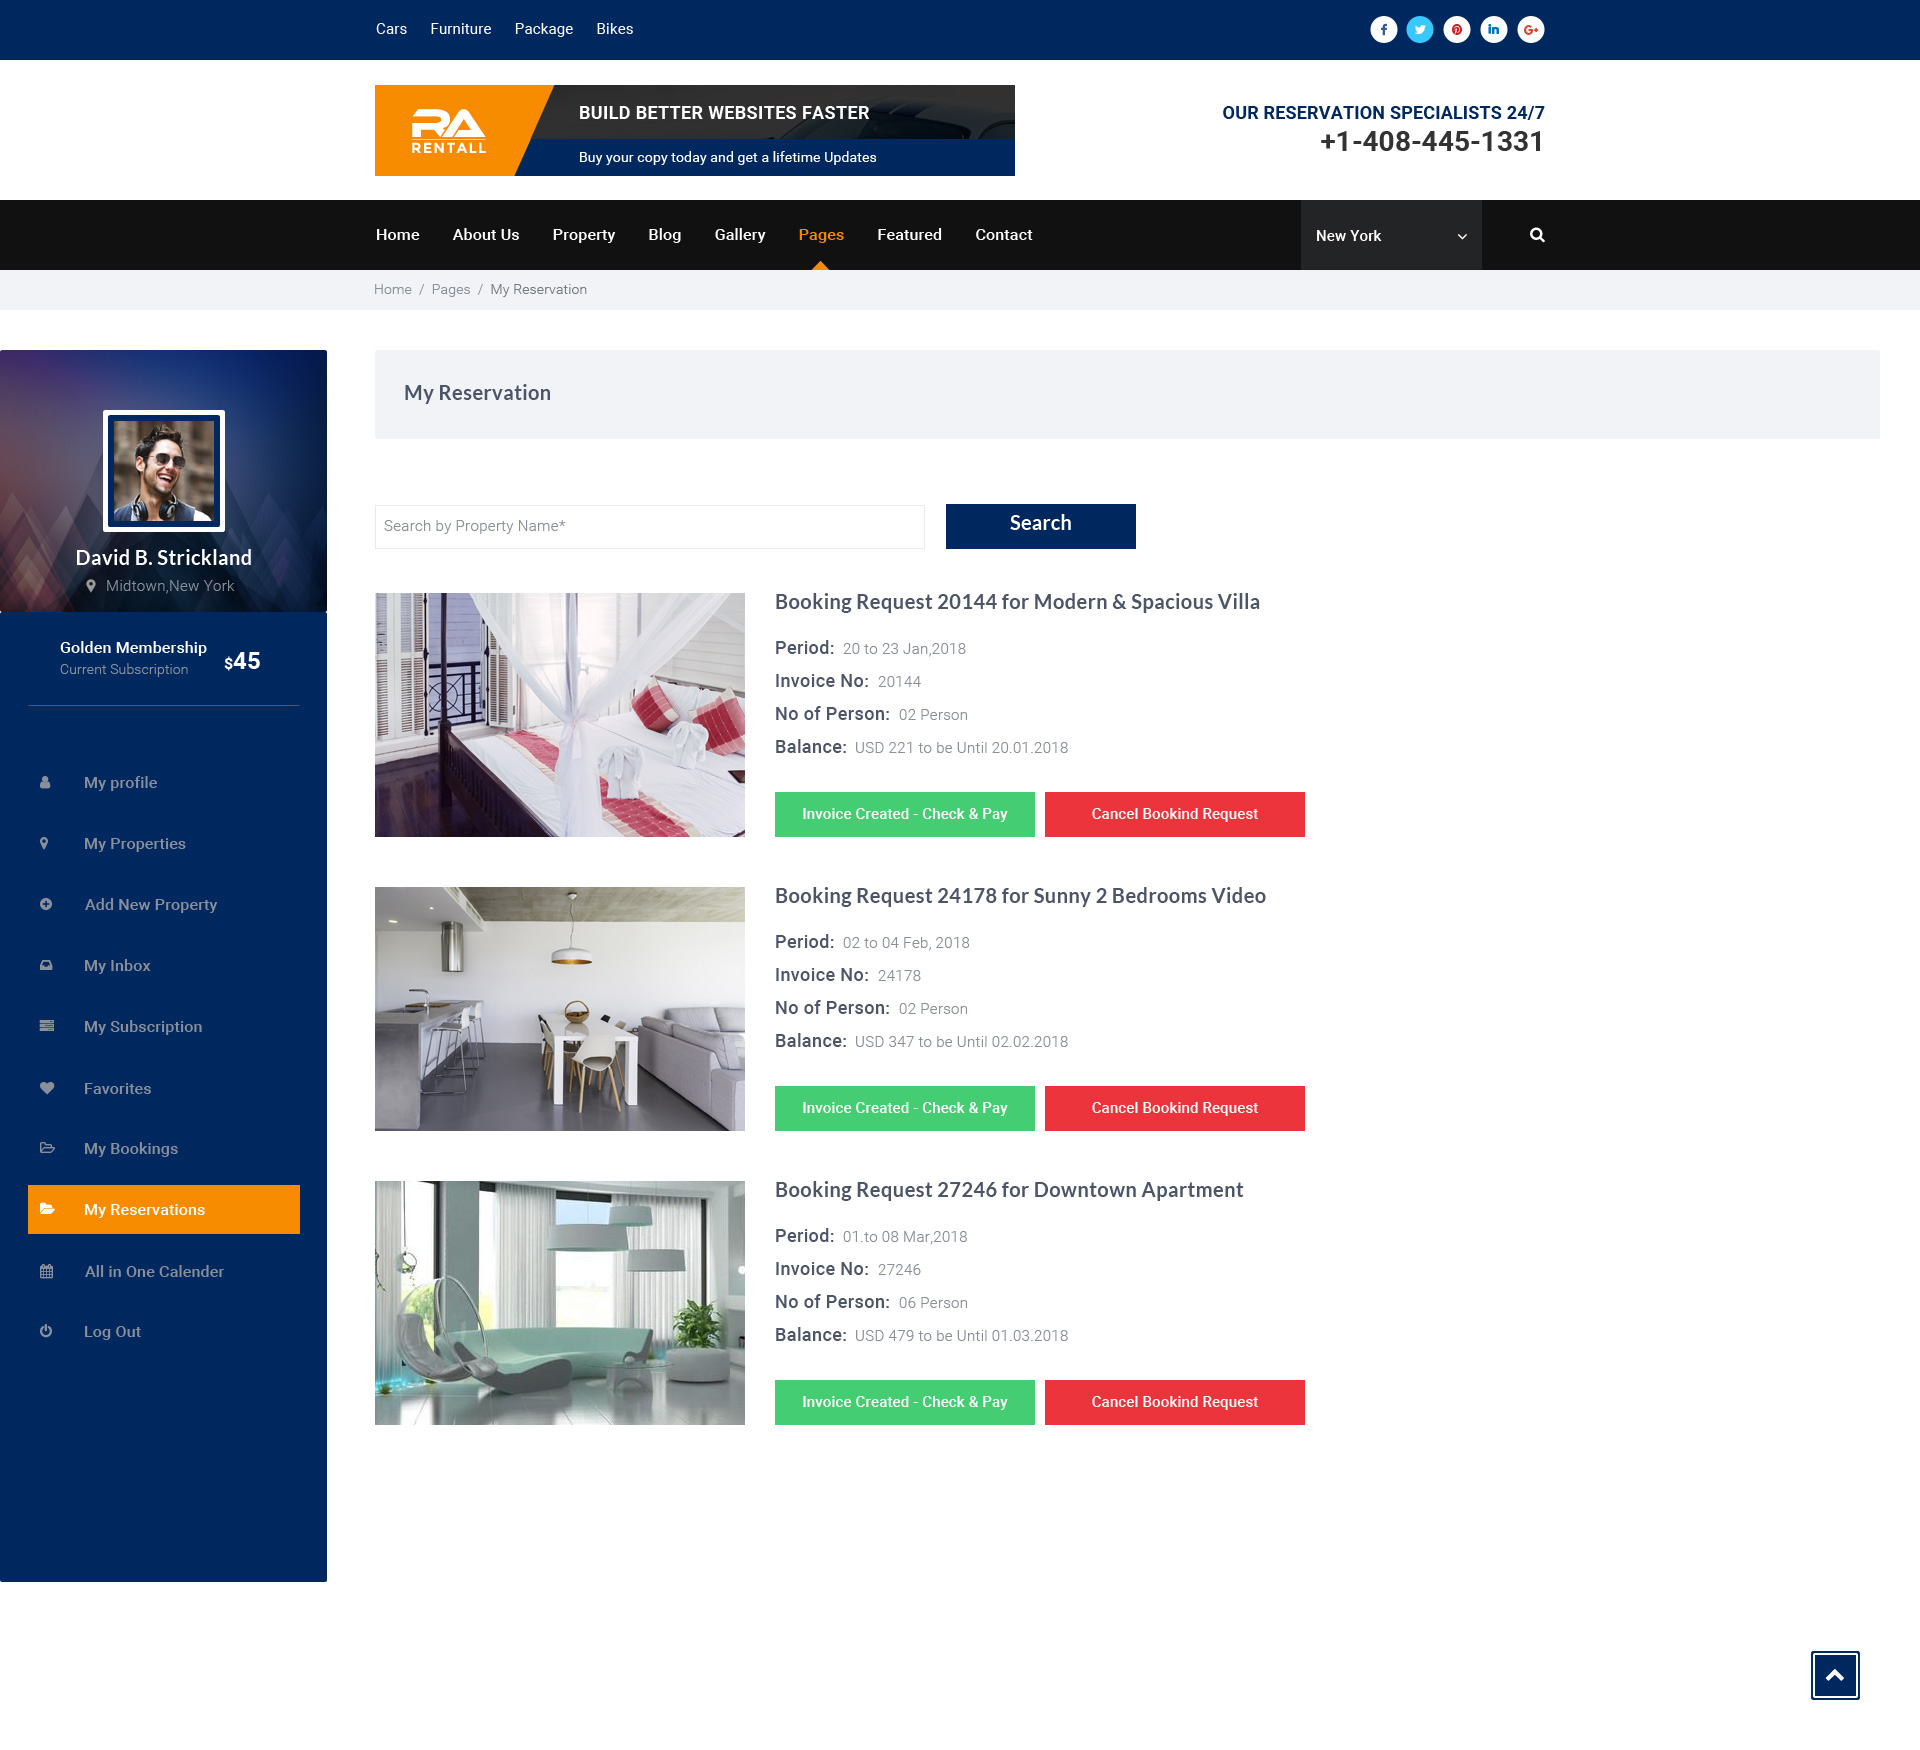 Cars Furniture Package Bikes
RA
RENTALL
BUILD BETTER WEBSITES FASTER
Buy your copy today and get a lifetime Updates
OUR RESERVATION SPECIALISTS 24/7
+1-408-445-1331
Home About Us Property Blog Gallery Pages Featured Contact
New York
Home / Pages / My Reservation
David B. Strickland
Midtown,New York
Golden Membership
Current Subscription
$45
My profile
My Properties
Add New Property
My Inbox
My Subscription
Favorites
My Bookings
My Reservations
All in One Calender
Log Out
My Reservation
Search by Property Name*
Search
Booking Request 20144 for Modern & Spacious Villa
Period: 20 to 23 Jan,2018
Invoice No: 20144
No of Person: 02 Person
Balance: USD 221 to be Until 20.01.2018
Invoice Created - Check & Pay
Cancel Bookind Request
Booking Request 24178 for Sunny 2 Bedrooms Video
Period: 02 to 04 Feb, 2018
Invoice No: 24178
No of Person: 02 Person
Balance: USD 347 to be Until 02.02.2018
Invoice Created - Check & Pay
Cancel Bookind Request
Booking Request 27246 for Downtown Apartment
Period: 01.to 08 Mar,2018
Invoice No: 27246
No of Person: 06 Person
Balance: USD 479 to be Until 01.03.2018
Invoice Created - Check & Pay
Cancel Bookind Request